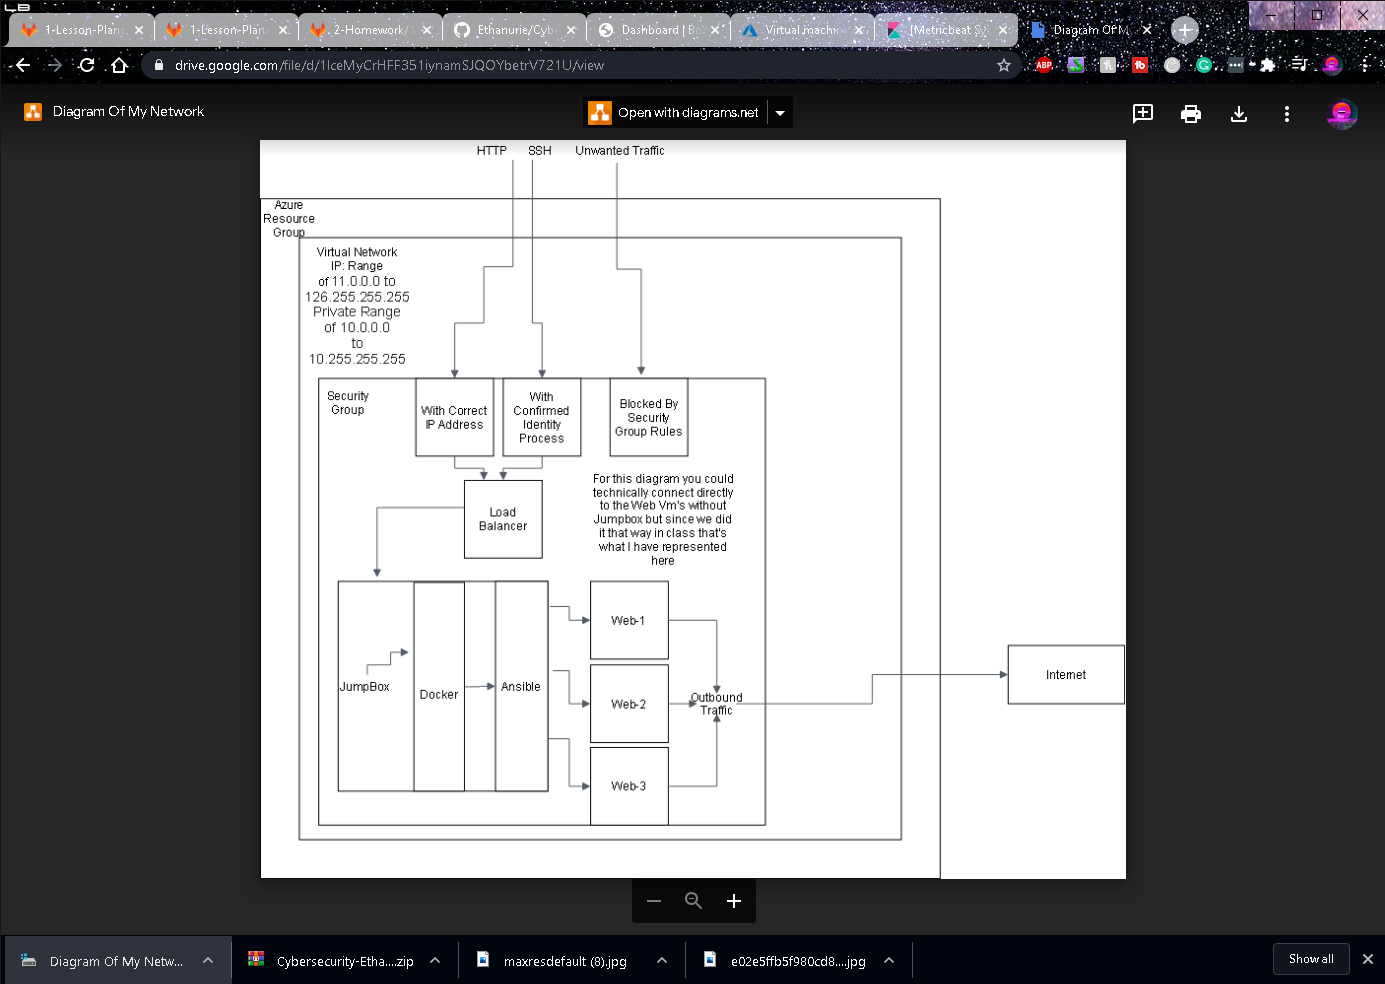 1-Lesson-Plans
1-Lesson-Plan
2-Homework/
Ethanurie/Cybe
Dashboard | Bo
Virtual machin
[Metricbeat Sy
Diagram Of M
drive.google.com/file/d/1IceMyCrHFF351iynamSJQOYbetrV721U/view
ABP
Diagram Of My Network
Open with diagrams.net
HTTP SSH Unwanted Traffic
Azure
Resource
Group
Virtual Network
IP: Range
of 11.0.0.0 to
126.255.255.255
Private Range
of 10.0.0.0
to
10.255.255.255
Security
Group
With Correct
IP Address
With
Confirmed
Identity
Process
Blocked By
Security
Group Rules
Load
Balancer
For this diagram you could
technically connect directly
to the Web Vm's without
Jumpbox but since we did
it that way in class that's
what I have represented
here
JumpBox
Docker
Ansible
Web-1
Web-2
Web-3
Outbound
Traffic
Internet
Diagram Of My Netw...
Cybersecurity-Etha....zip
maxresdefault (8).jpg
e02e5ffb5f980cd8....jpg
Show all